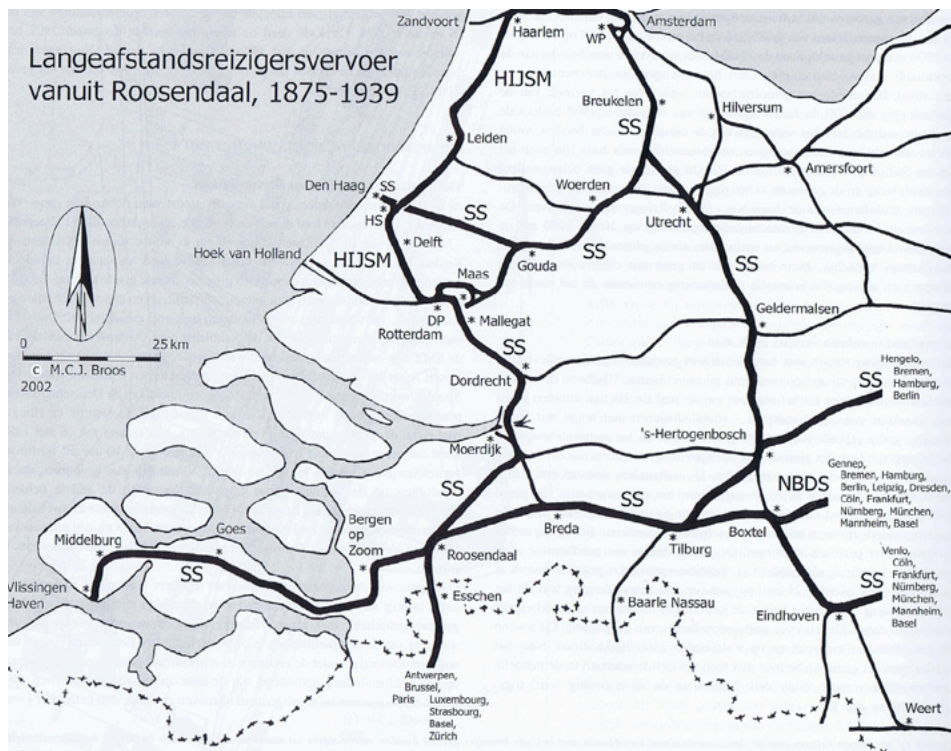 Zandvoort
Haarlem
WP
Amsterdam
Langeafstandsreizigersvervoer
vanuit Roosendaal, 1875-1939
HIJSM
Breukelen
Hilversum
SS
Leiden
Amersfoort
Den Haag
SS
Woerden
HS
SS
Utrecht
Delft
SS
Hoek van Holland
HIJSM
Gouda
SS
Maas
DP
Mallegat
Rotterdam
Geldermalsen
0 25 km
C M.C.J. Broos
2002
SS
Dordrecht
Hengelo,
Bremen,
Hamburg,
Berlin
SS
's-Hertogenbosch
Moerdijk
SS
SS
NBDS
Gennep,
Bremen, Hamburg,
Berlin, Leipzig, Dresden,
Cöln, Frankfurt,
Nürnberg, München,
Mannheim, Basel
Bergen
op
Zoom
Goes
Middelburg
Breda
Boxtel
Tilburg
Roosendaal
SS
Vlissingen
Haven
Esschen
Baarle Nassau
Venlo,
Cöln,
Frankfurt,
Nürnberg,
München,
Mannheim,
Basel
SS
Eindhoven
Antwerpen,
Brussel,
Paris
Luxembourg,
Strasbourg,
Basel,
Zürich
Weert